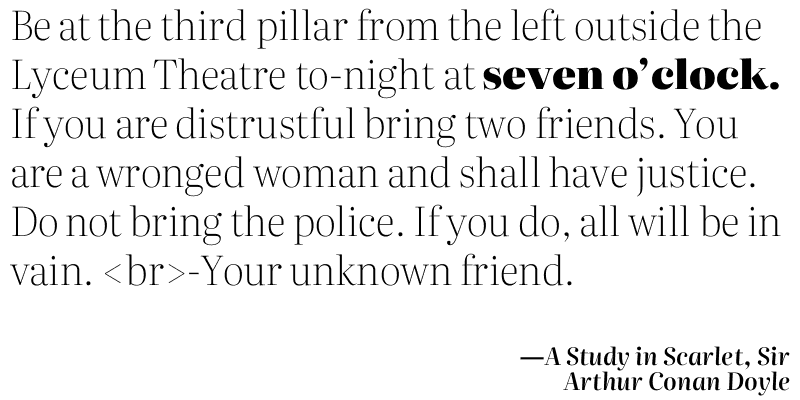 Be at the third pillar from the left outside the
Lyceum Theatre to-night at seven o’clock.
If you are distrustful bring two friends. You
are a wronged woman and shall have justice.
Do not bring the police. If you do, all will be in
vain. <br>-Your unknown friend.
—A Study in Scarlet, Sir
Arthur Conan Doyle